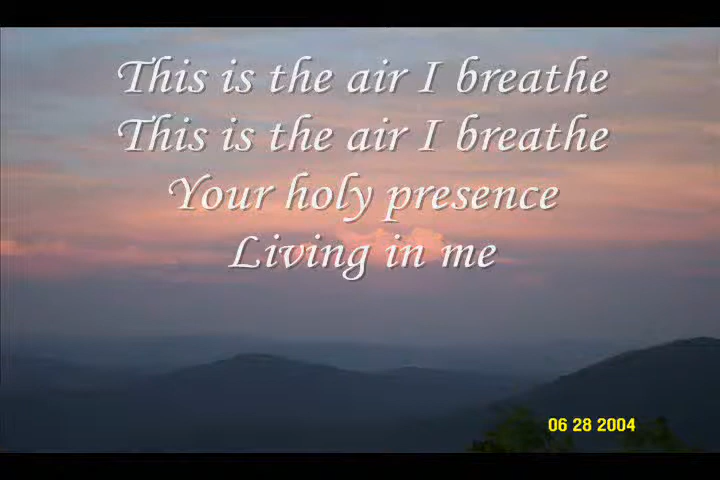 This is the air I breathe
This is the air I breathe
Your holy presence
Living in me
06 28 2004